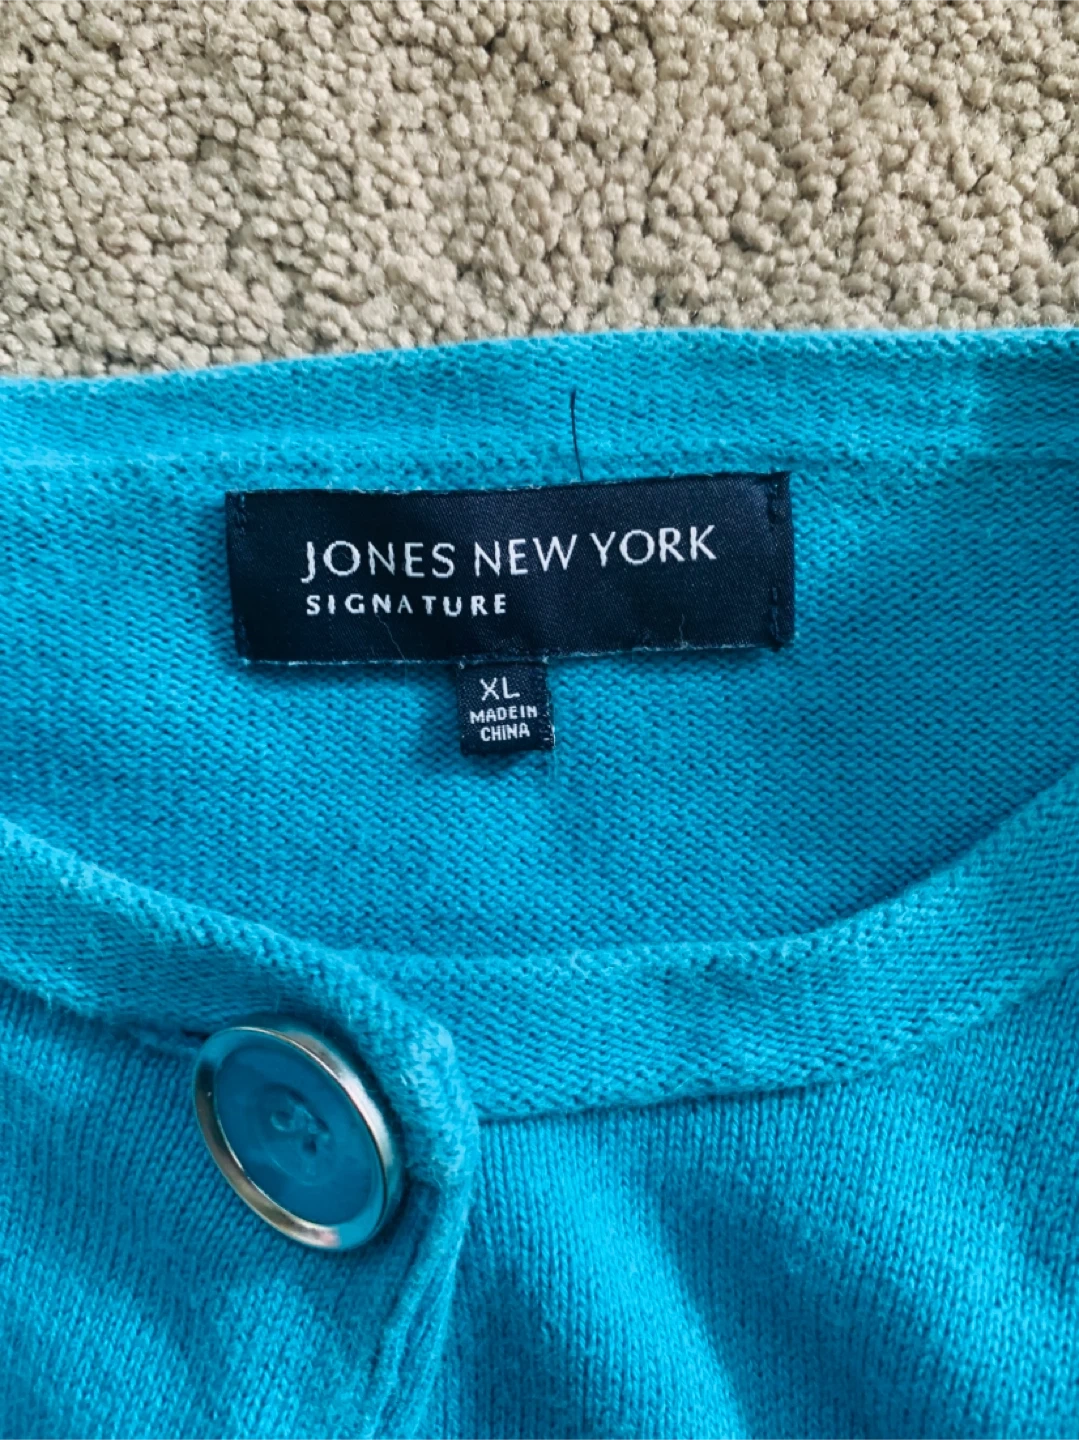 JONES NEW YORK
SIGNATURE
XL
MADE IN
CHINA